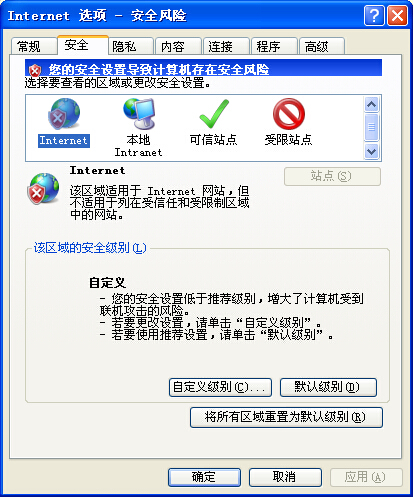 Internet 选项 - 安全风险
常规 安全 隐私 内容 连接 程序 高级
您的安全设置导致计算机存在安全风险
选择要查看的区域或更改安全设置。
Internet 本地 Intranet 可信站点 受限站点
Internet
站点(S)
该区域适用于 Internet 网站，但
不适用于列在受信任和受限制区域
中的网站。
该区域的安全级别(L)
自定义
- 您的安全设置低于推荐级别，增大了计算机受到
联机攻击的风险。
- 若要更改设置，请单击“自定义级别”。
- 若要使用推荐设置，请单击“默认级别”。
自定义级别(C)... 默认级别(D)
将所有区域重置为默认级别(R)
确定 取消 应用(A)